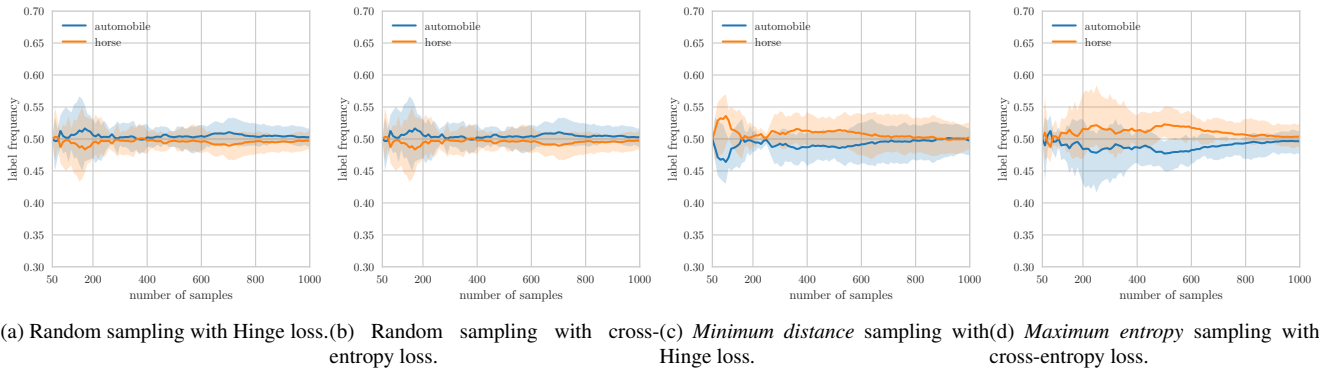 0.70
0.65
0.60
0.55
0.50
0.45
0.40
0.35
0.30
label frequency
automobile
horse
50 200 400 600 800 1000
number of samples
(a) Random sampling with Hinge loss.
0.70
0.65
0.60
0.55
0.50
0.45
0.40
0.35
0.30
label frequency
automobile
horse
50 200 400 600 800 1000
number of samples
(b) Random sampling with cross-
entropy loss.
0.70
0.65
0.60
0.55
0.50
0.45
0.40
0.35
0.30
label frequency
automobile
horse
50 200 400 600 800 1000
number of samples
(c) Minimum distance sampling with
Hinge loss.
0.70
0.65
0.60
0.55
0.50
0.45
0.40
0.35
0.30
label frequency
automobile
horse
50 200 400 600 800 1000
number of samples
(d) Maximum entropy sampling with
cross-entropy loss.